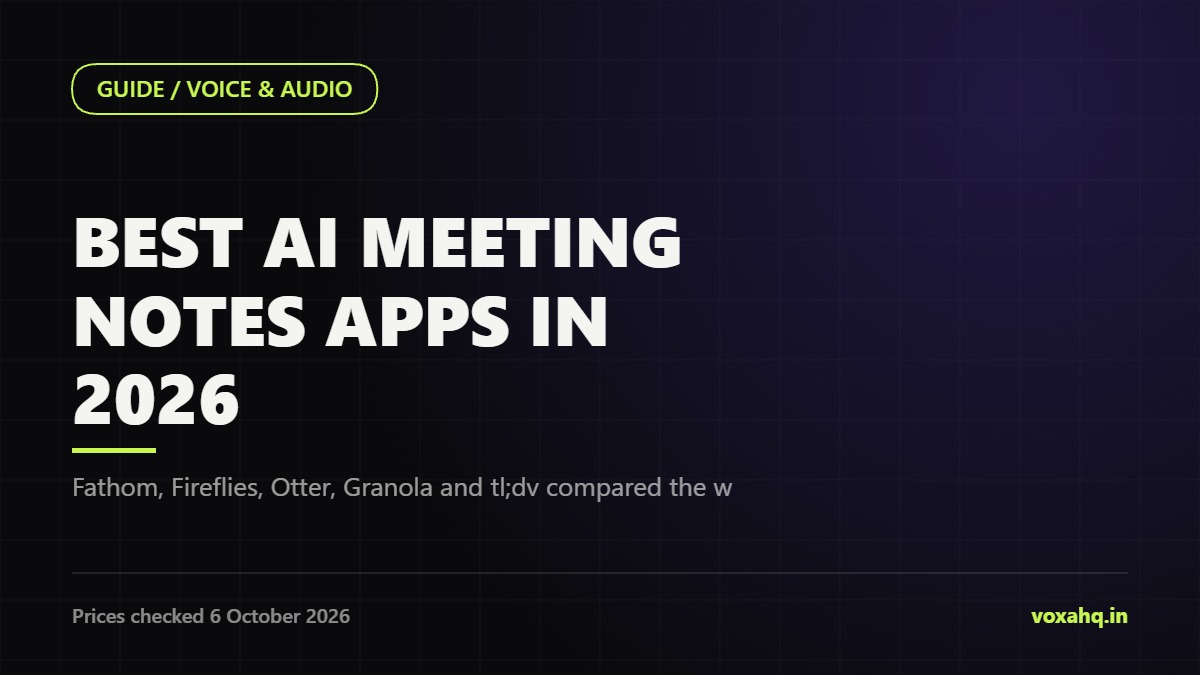 GUIDE / VOICE & AUDIO
BEST AI MEETING
NOTES APPS IN
2026
Fathom, Fireflies, Otter, Granola and tl;dv compared the w
Prices checked 6 October 2026
voxahq.in